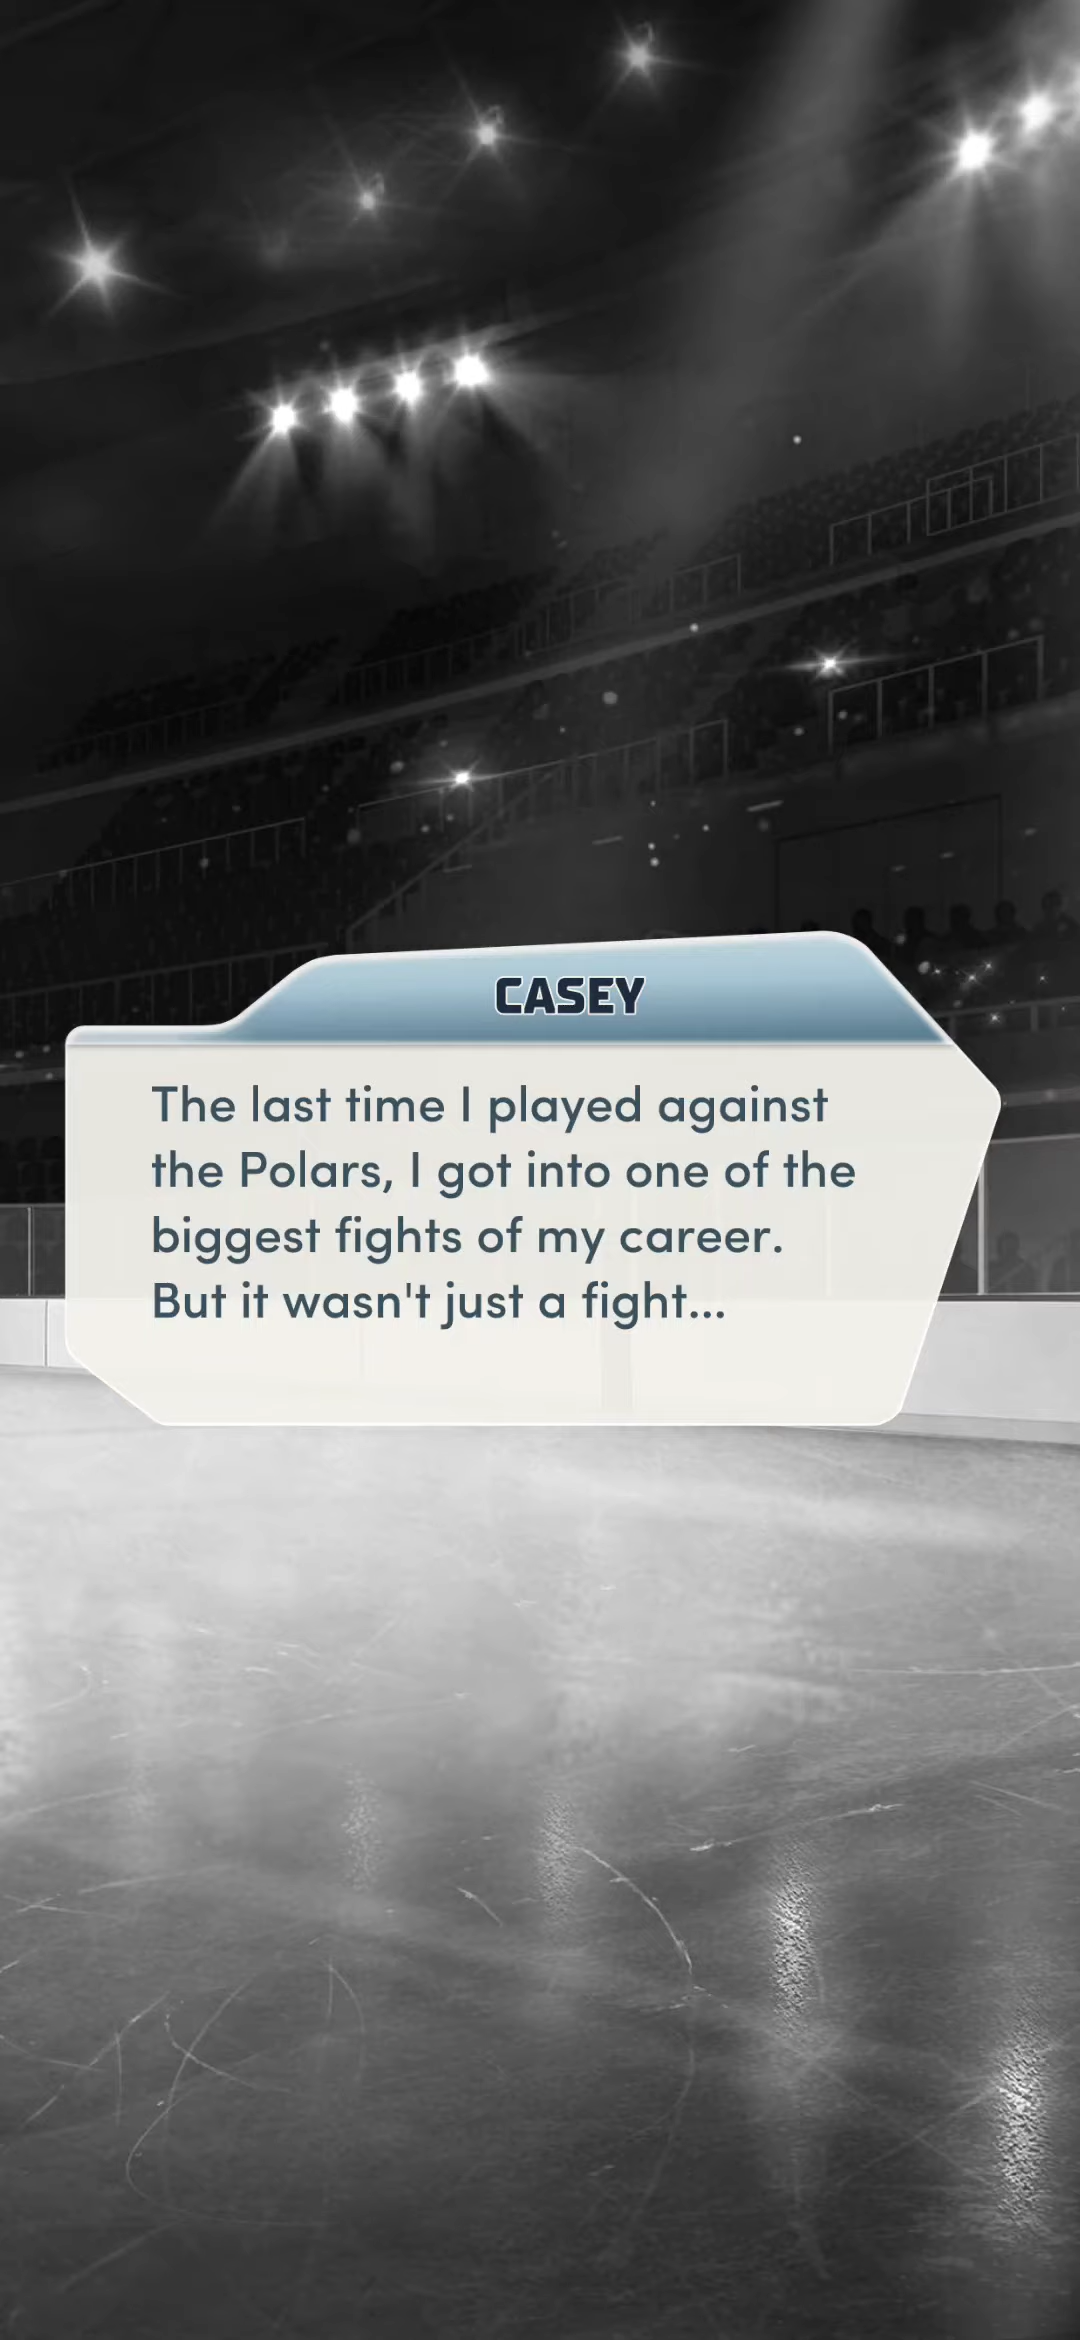 CASEY
The last time I played against
the Polars, I got into one of the
biggest fights of my career.
But it wasn't just a fight...